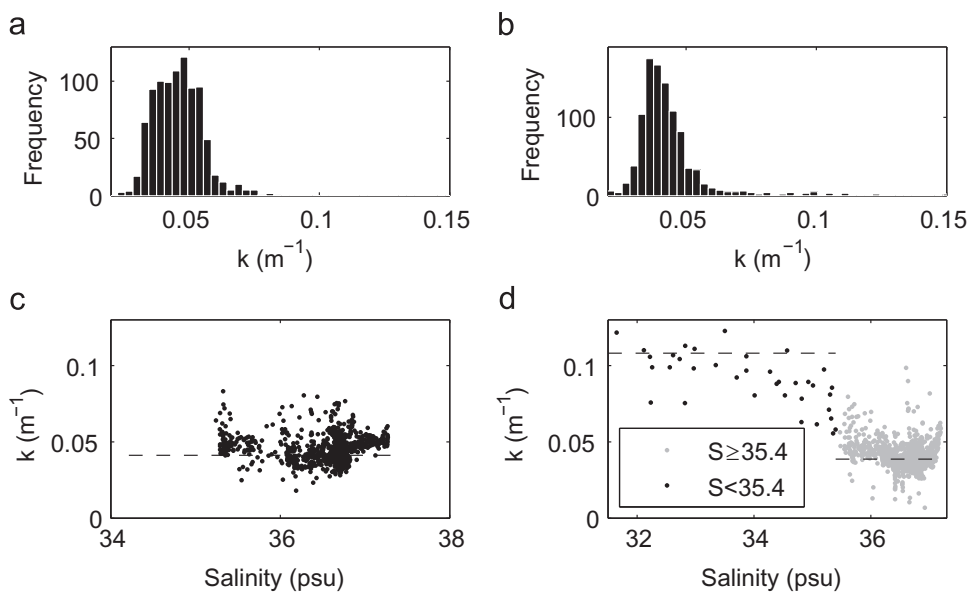 a
100
50
0
Frequency
0.05
0.1
0.15
k (m⁻¹)
b
100
0
Frequency
0.05
0.1
0.15
k (m⁻¹)
c
0.1
0.05
0
k (m⁻¹)
34
36
38
Salinity (psu)
d
0.1
0.05
0
k (m⁻¹)
S≥35.4
S<35.4
32
34
36
Salinity (psu)